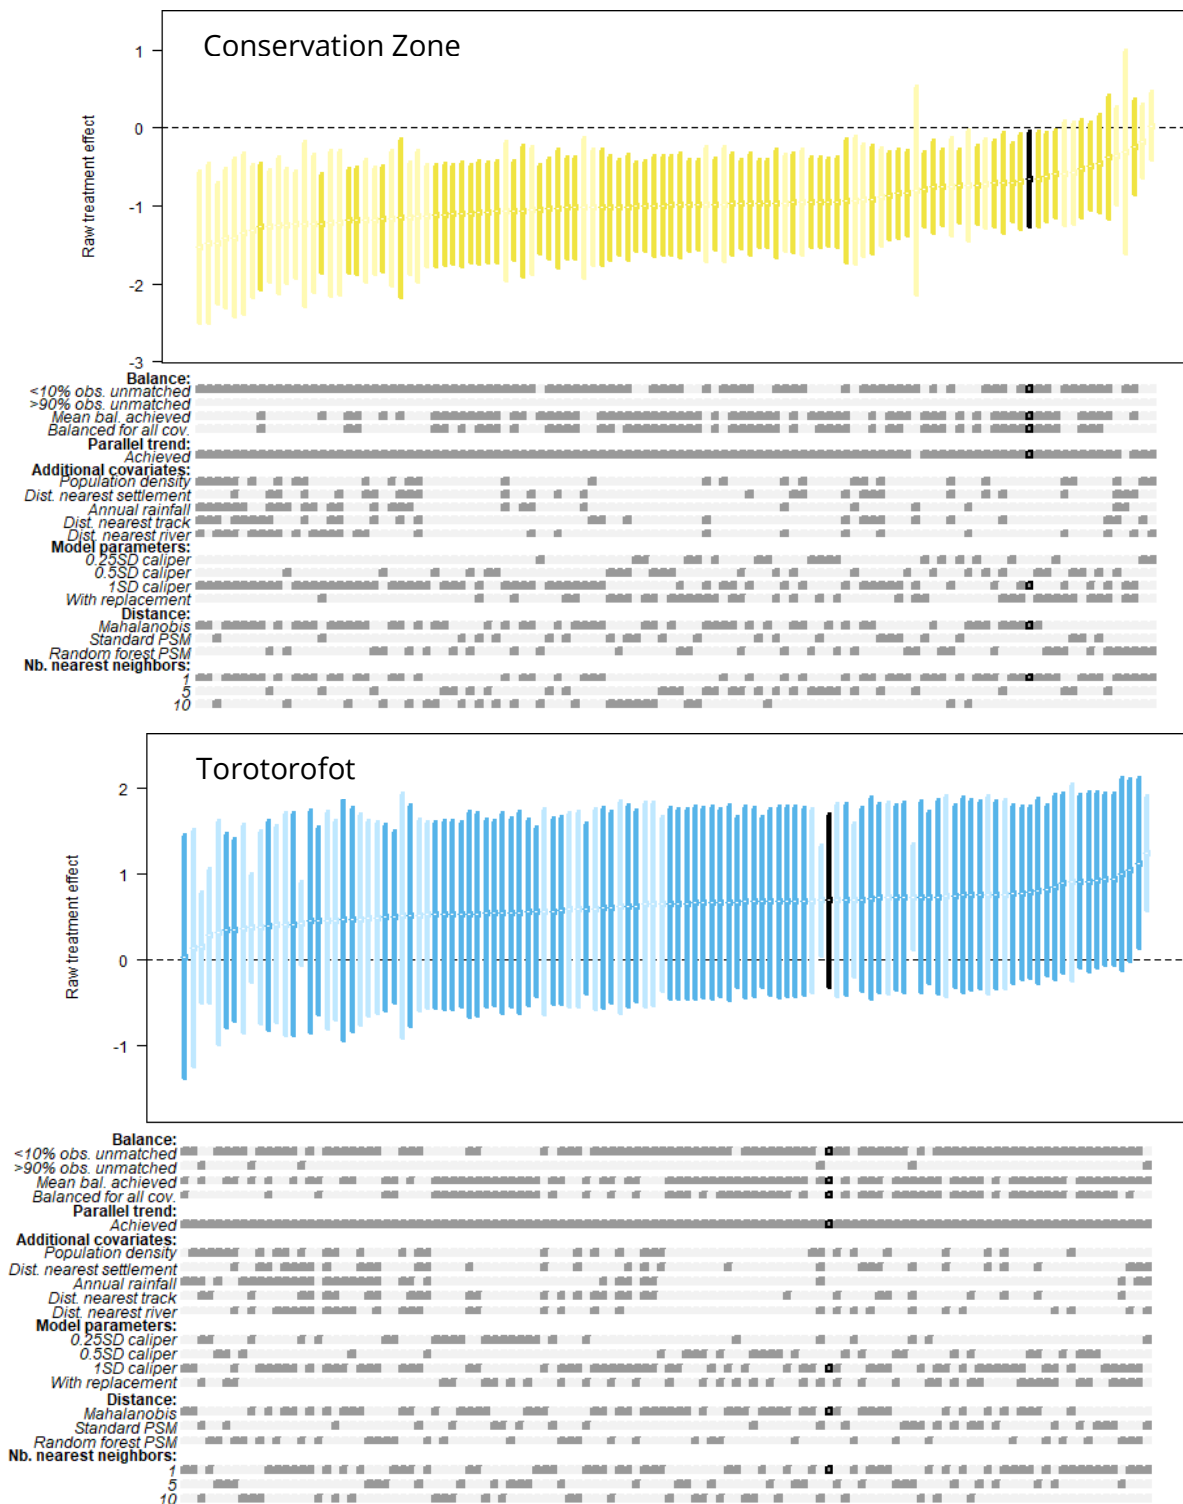 Conservation Zone
Raw treatment effect
1
0
-1
-2
-3
Balance:
<10% obs. unmatched
>90% obs. unmatched
Mean bal. achieved
Balanced for all cov.
Parallel trend:
Achieved
Additional covariates:
Population density
Dist. nearest settlement
Annual rainfall
Dist. nearest track
Dist. nearest river
Model parameters:
0.25SD caliper
0.5SD caliper
1SD caliper
With replacement
Distance:
Mahalanobis
Standard PSM
Random forest PSM
Nb. nearest neighbors:
1
5
10
Torotorofot
Raw treatment effect
2
1
0
-1
Balance:
<10% obs. unmatched
>90% obs. unmatched
Mean bal. achieved
Balanced for all cov.
Parallel trend:
Achieved
Additional covariates:
Population density
Dist. nearest settlement
Annual rainfall
Dist. nearest track
Dist. nearest river
Model parameters:
0.25SD caliper
0.5SD caliper
1SD caliper
With replacement
Distance:
Mahalanobis
Standard PSM
Random forest PSM
Nb. nearest neighbors:
1
5
10